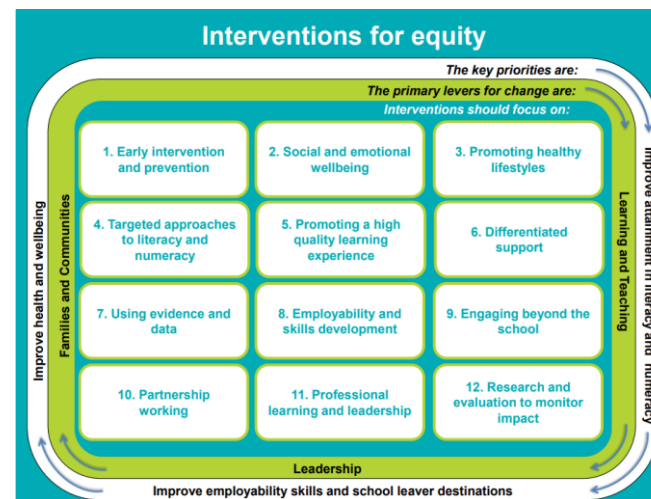 Interventions for equity
The key priorities are:
The primary levers for change are:
Interventions should focus on:
1. Early intervention
and prevention
2. Social and emotional
wellbeing
3. Promoting healthy
lifestyles
4. Targeted approaches
to literacy and
numeracy
5. Promoting a high
quality learning
experience
6. Differentiated
support
7. Using evidence and
data
8. Employability and
skills development
9. Engaging beyond the
school
10. Partnership
working
11. Professional
learning and leadership
12. Research and
evaluation to monitor
impact
Learning and Teaching
Improve attainment in literacy and numeracy
Leadership
Improve employability skills and school leaver destinations
Families and Communities
Improve health and wellbeing